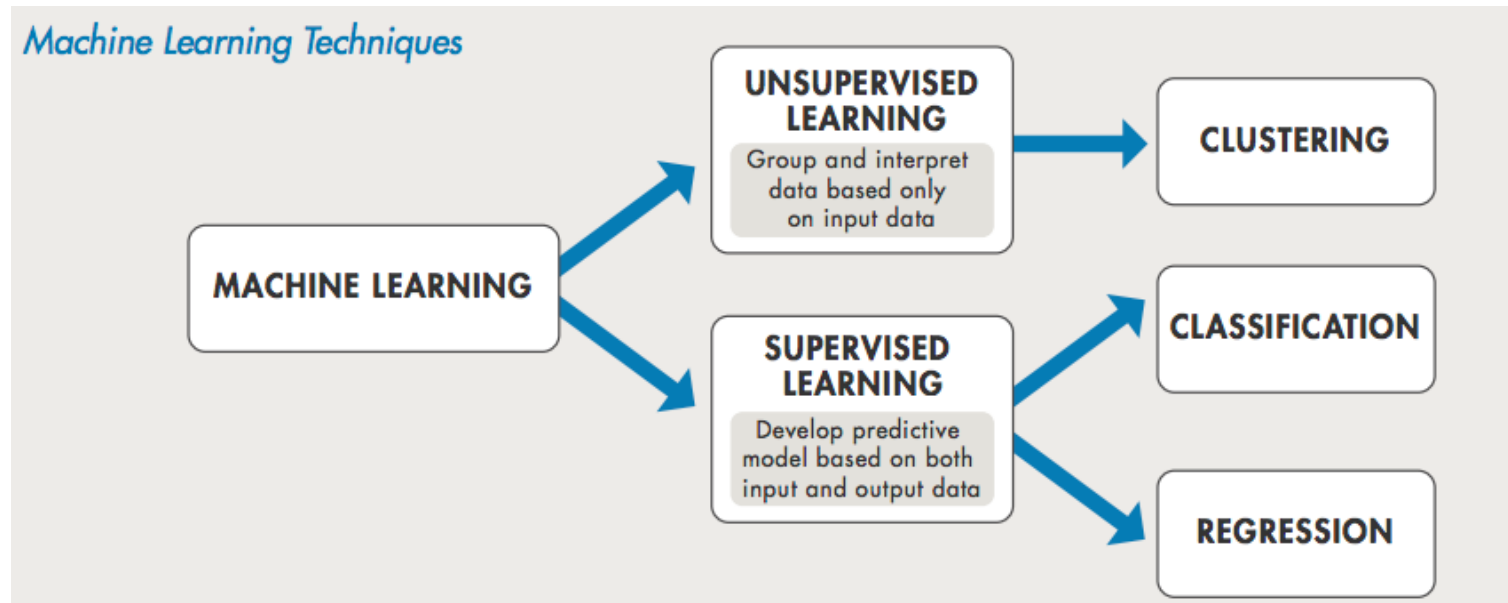 Machine Learning Techniques
UNSUPERVISED
LEARNING
Group and interpret
data based only
on input data
CLUSTERING
MACHINE LEARNING
SUPERVISED
LEARNING
Develop predictive
model based on both
input and output data
CLASSIFICATION
REGRESSION